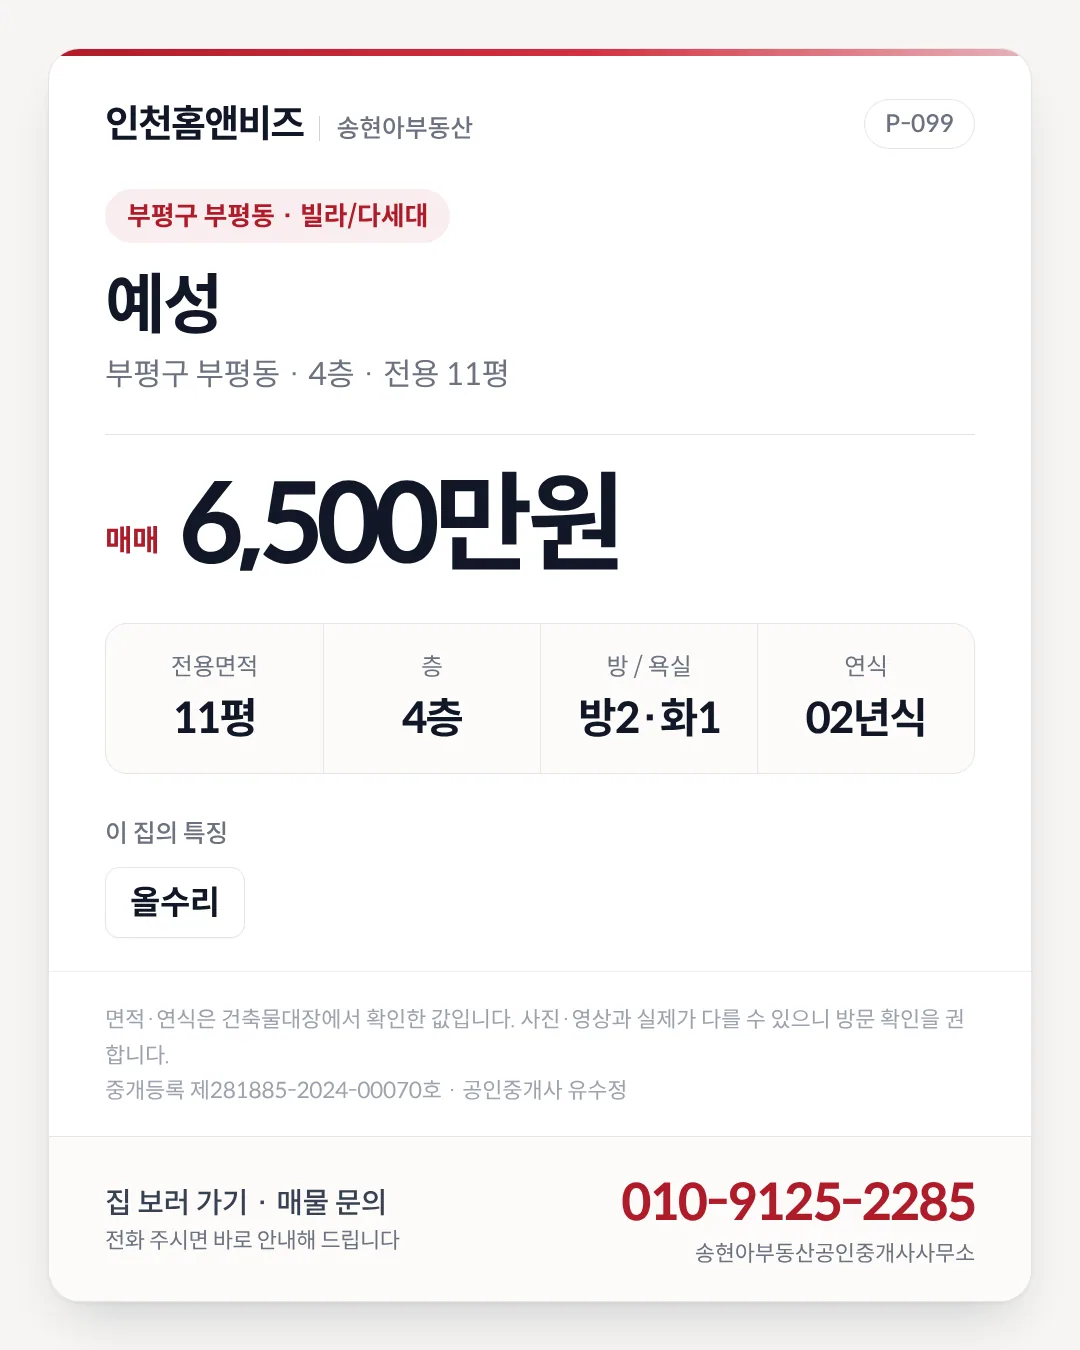 인천홈앤비즈 | 송현아부동산
P-099
부평구 부평동 · 빌라/다세대
예성
부평구 부평동 · 4층 · 전용 11평
매매 6,500만원
전용면적 층 방 / 욕실 연식
11평 4층 방2·화1 02년식
이 집의 특징
올수리
면적·연식은 건축물대장에서 확인한 값입니다. 사진·영상과 실제가 다를 수 있으니 방문 확인을 권
합니다.
중개등록 제281885-2024-00070호 · 공인중개사 유수정
집 보러 가기 · 매물 문의
전화 주시면 바로 안내해 드립니다
010-9125-2285
송현아부동산공인중개사사무소